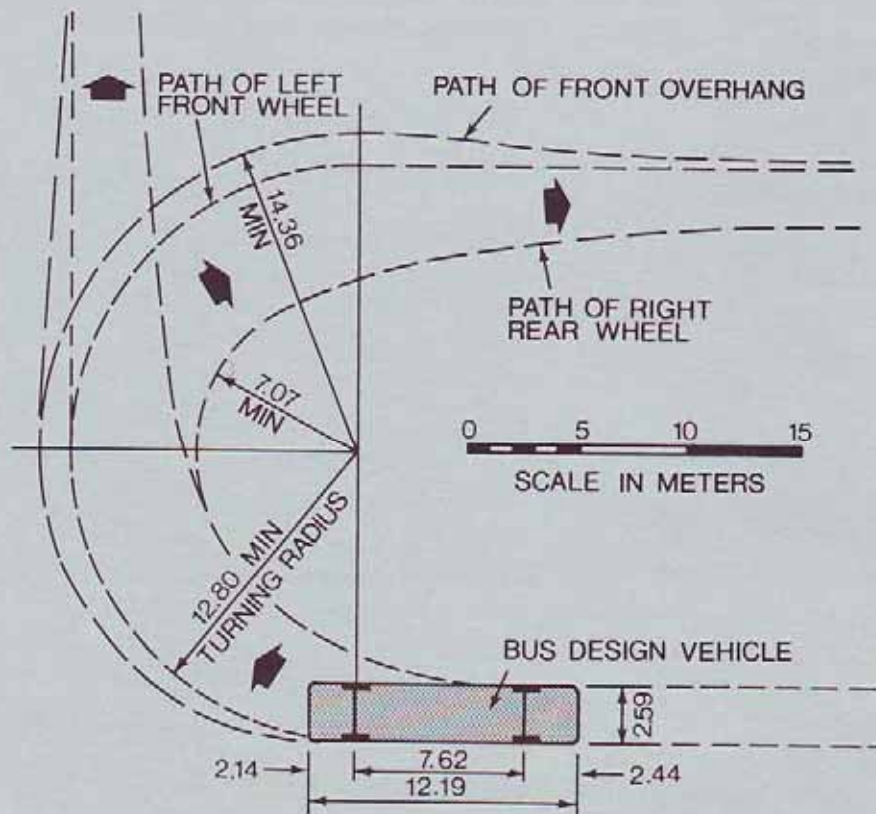 PATH OF LEFT
FRONT WHEEL
PATH OF FRONT OVERHANG
14.36
MIN
PATH OF RIGHT
REAR WHEEL
7.07
MIN
0 5 10 15
SCALE IN METERS
12.80 MIN
TURNING RADIUS
BUS DESIGN VEHICLE
2.59
2.14
7.62
2.44
12.19